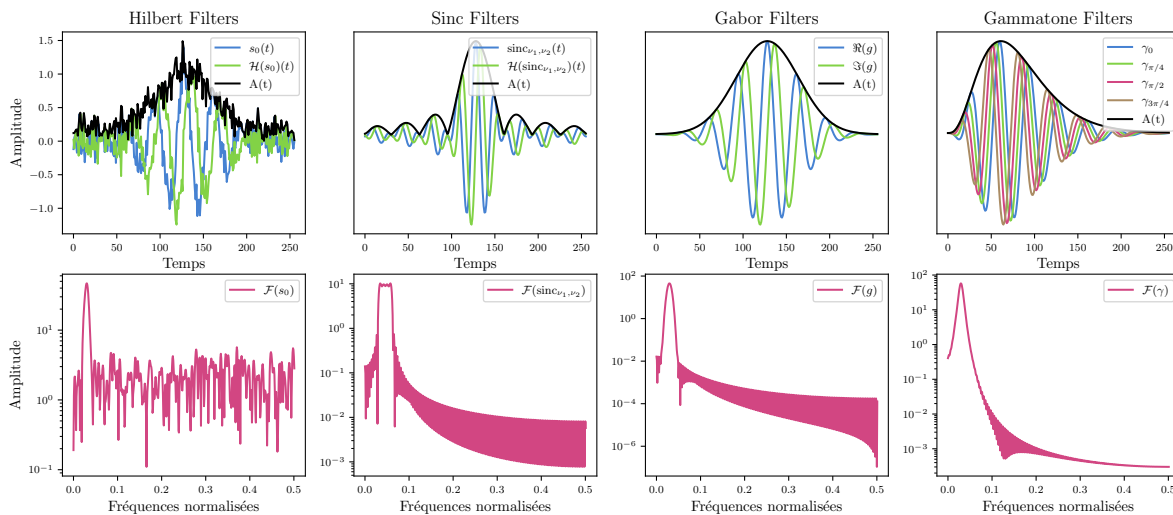 Hilbert Filters
Sinc Filters
Gabor Filters
Gammatone Filters
Amplitude
1.5
1.0
0.5
0.0
−0.5
−1.0
s₀(t)
ℋ(s₀)(t)
A(t)
sinc_{ν₁,ν₂}(t)
ℋ(sinc_{ν₁,ν₂})(t)
A(t)
ℜ(g)
ℑ(g)
A(t)
γ₀
γ_{π/4}
γ_{π/2}
γ_{3π/4}
A(t)
0 50 100 150 200 250
0 50 100 150 200 250
0 50 100 150 200 250
0 50 100 150 200 250
Temps
Temps
Temps
Temps
Amplitude
10¹
10⁰
10⁻¹
ℱ(s₀)
10¹
10⁰
10⁻¹
10⁻²
10⁻³
ℱ(sinc_{ν₁,ν₂})
10²
10⁰
10⁻²
10⁻⁴
10⁻⁶
ℱ(g)
10²
10¹
10⁰
10⁻¹
10⁻²
10⁻³
ℱ(γ)
0.0 0.1 0.2 0.3 0.4 0.5
0.0 0.1 0.2 0.3 0.4 0.5
0.0 0.1 0.2 0.3 0.4 0.5
0.0 0.1 0.2 0.3 0.4 0.5
Fréquences normalisées
Fréquences normalisées
Fréquences normalisées
Fréquences normalisées